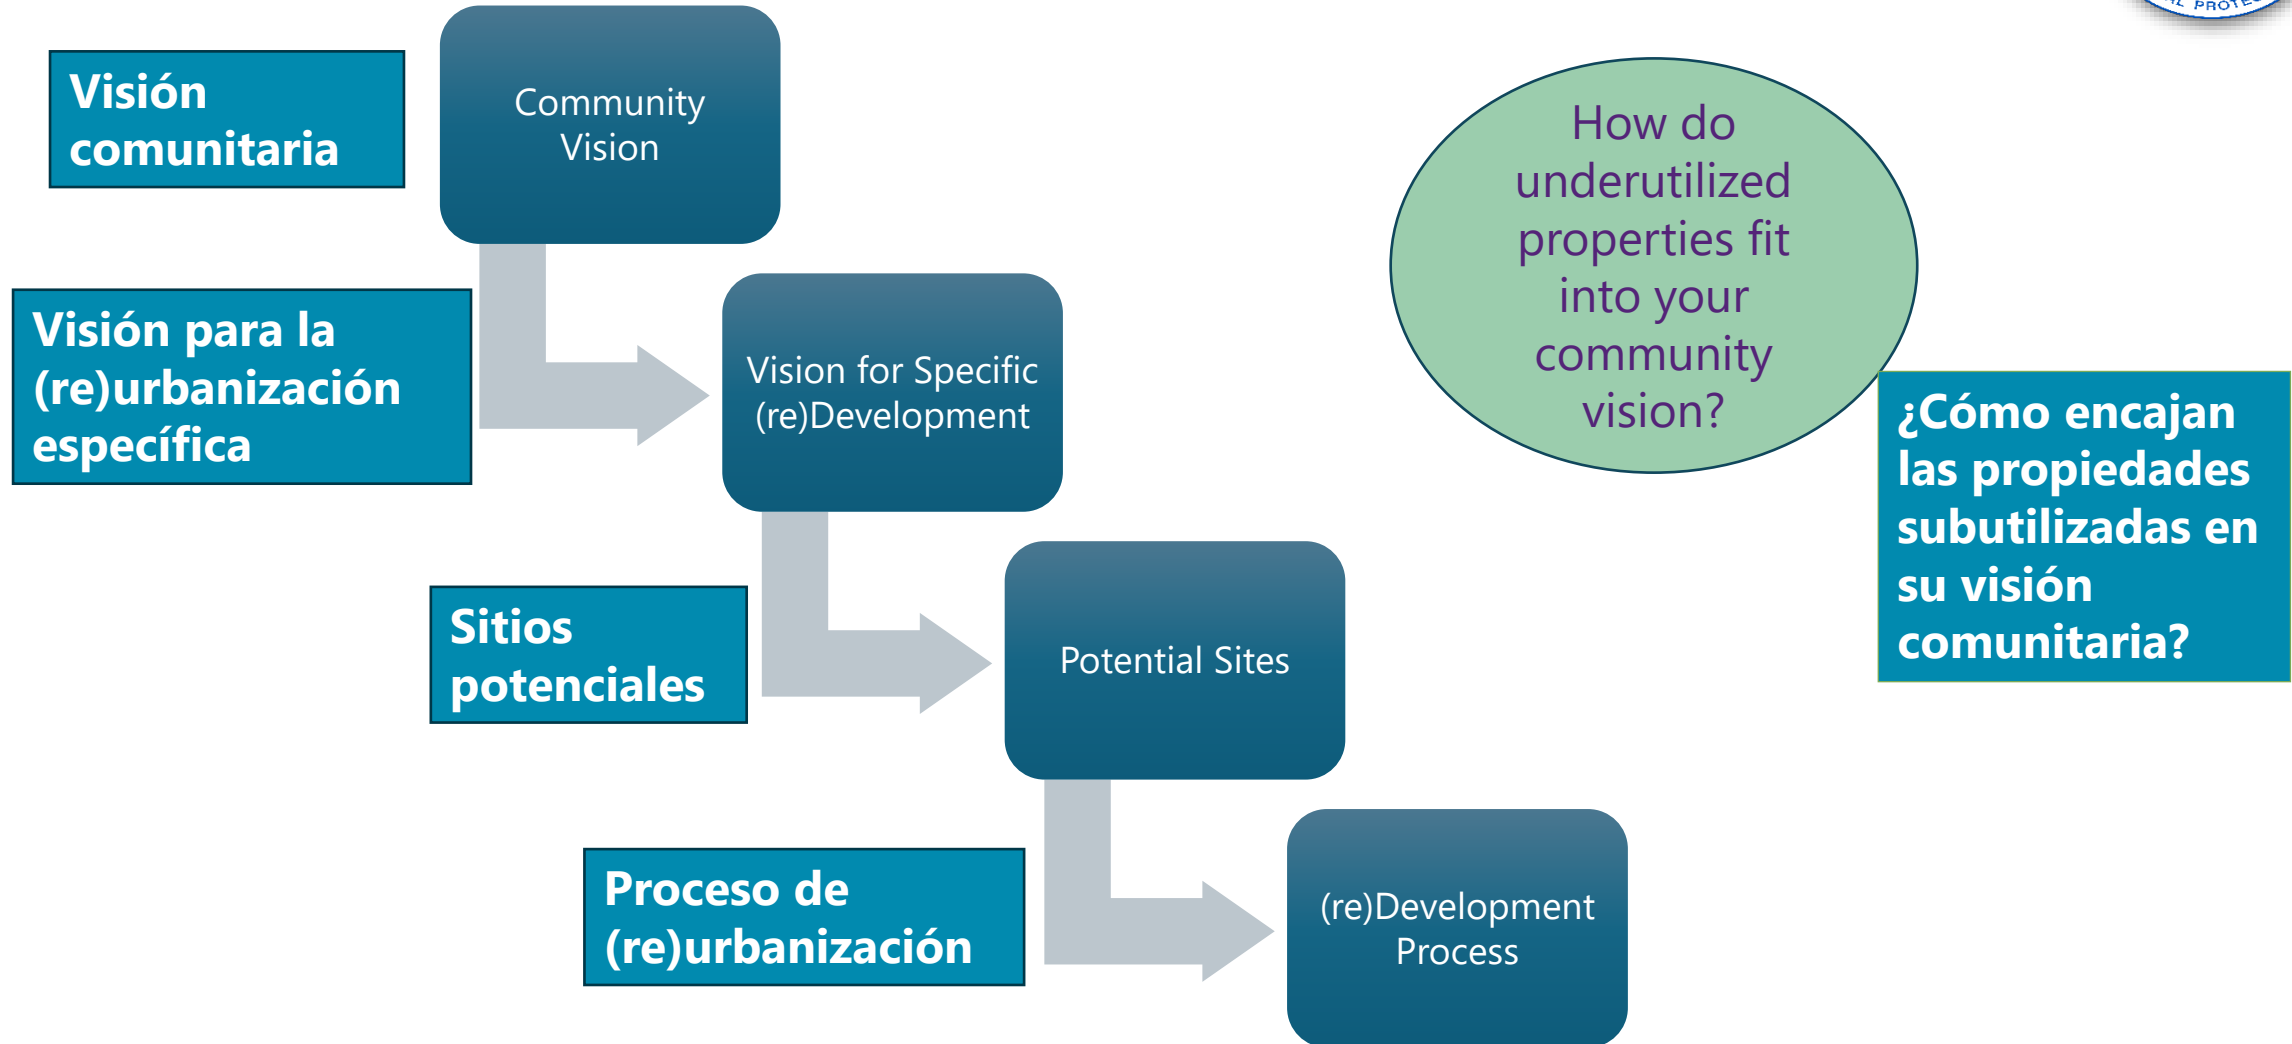 Visión
comunitaria
Community
Vision
Visión para la
(re)urbanización
específica
Vision for Specific
(re)Development
Sitios
potenciales
Potential Sites
Proceso de
(re)urbanización
(re)Development
Process
How do
underutilized
properties fit
into your
community
vision?
¿Cómo encajan
las propiedades
subutilizadas en
su visión
comunitaria?